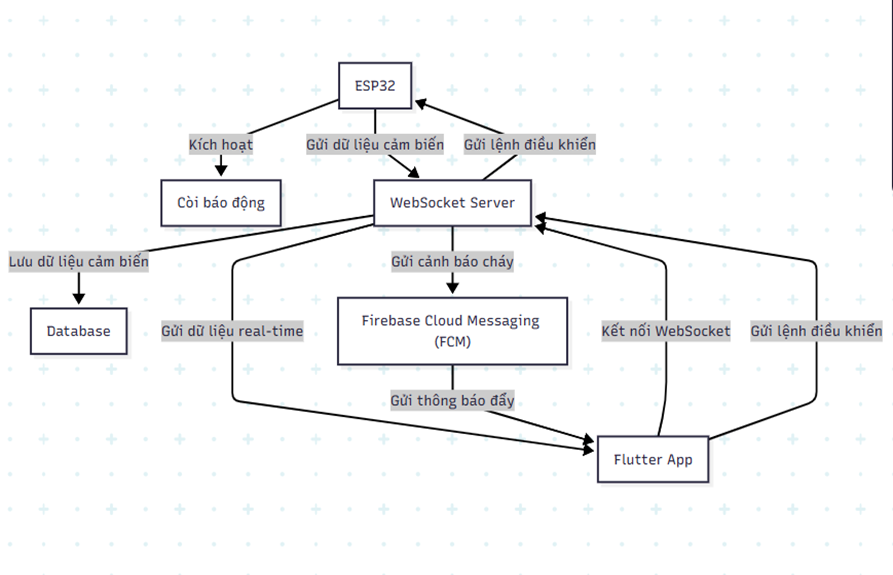 ESP32
Kích hoạt
Gửi dữ liệu cảm biến
Gửi lệnh điều khiển
Còi báo động
WebSocket Server
Lưu dữ liệu cảm biến
Gửi cảnh báo cháy
Database
Gửi dữ liệu real-time
Firebase Cloud Messaging
(FCM)
Kết nối WebSocket
Gửi lệnh điều khiển
Gửi thông báo đẩy
Flutter App